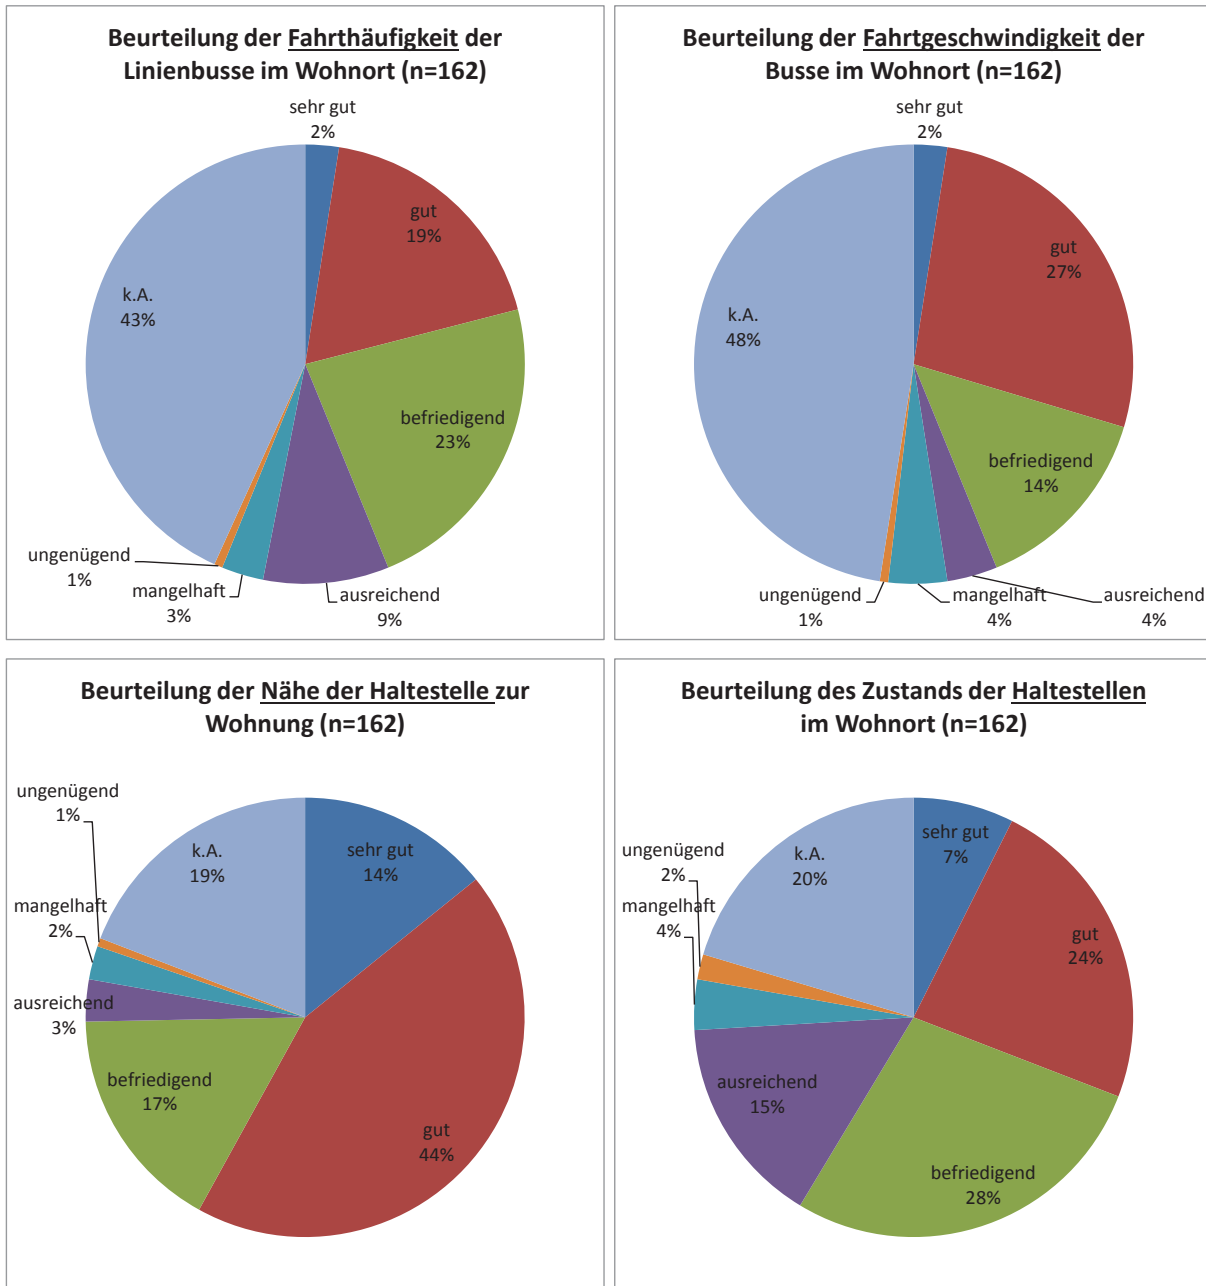 Beurteilung der Fahrthäufigkeit der
Linienbusse im Wohnort (n=162)
sehr gut
2%
gut
19%
befriedigend
23%
ausreichend
9%
mangelhaft
3%
ungenügend
1%
k.A.
43%
Beurteilung der Fahrtgeschwindigkeit der
Busse im Wohnort (n=162)
sehr gut
2%
gut
27%
befriedigend
14%
ausreichend
4%
mangelhaft
4%
ungenügend
1%
k.A.
48%
Beurteilung der Nähe der Haltestelle zur
Wohnung (n=162)
sehr gut
14%
gut
44%
befriedigend
17%
ausreichend
3%
mangelhaft
2%
ungenügend
1%
k.A.
19%
Beurteilung des Zustands der Haltestellen
im Wohnort (n=162)
sehr gut
7%
gut
24%
befriedigend
28%
ausreichend
15%
mangelhaft
4%
ungenügend
2%
k.A.
20%